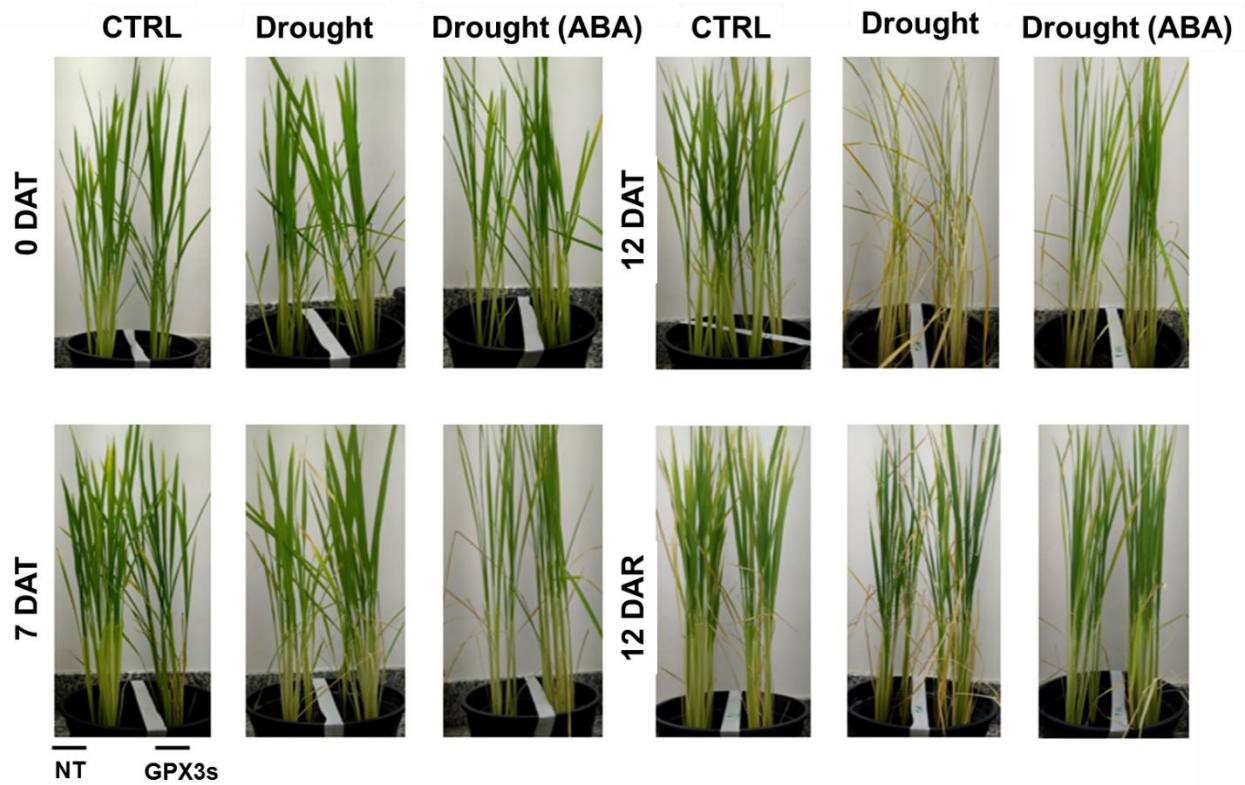 CTRL Drought Drought (ABA) CTRL Drought Drought (ABA)
0 DAT
12 DAT
7 DAT
12 DAR
NT GPX3s